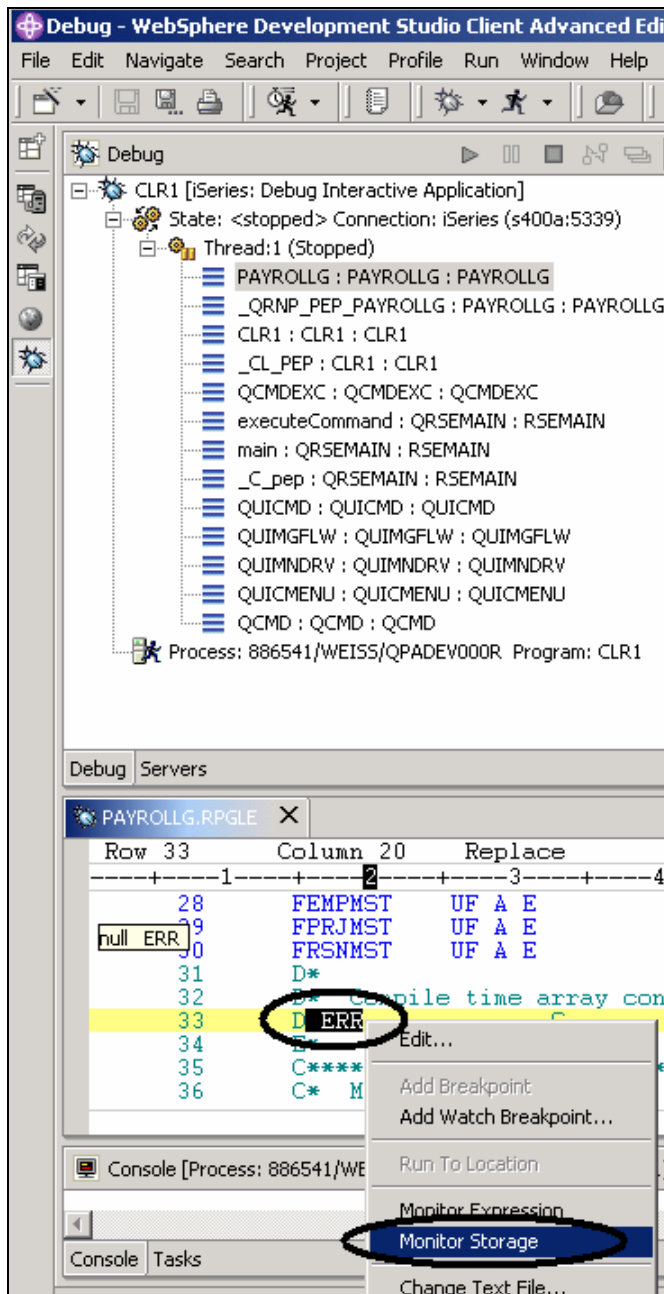 Debug - WebSphere Development Studio Client Advanced Edi
File Edit Navigate Search Project Profile Run Window Help
Debug
CLR1 [iSeries: Debug Interactive Application]
State: <stopped> Connection: iSeries (s400a:5339)
Thread:1 (Stopped)
PAYROLLG : PAYROLLG : PAYROLLG
_QRNP_PEP_PAYROLLG : PAYROLLG : PAYROLLG
CLR1 : CLR1 : CLR1
_CL_PEP : CLR1 : CLR1
QCMDEXC : QCMDEXC : QCMDEXC
executeCommand : QRSEMAIN : RSEMAIN
main : QRSEMAIN : RSEMAIN
_C_pep : QRSEMAIN : RSEMAIN
QUICMD : QUICMD : QUICMD
QUIMGFLW : QUIMGFLW : QUIMGFLW
QUIMNDRV : QUIMNDRV : QUIMNDRV
QUICMENU : QUICMENU : QUICMENU
QCMD : QCMD : QCMD
Process: 886541/WEISS/QPADEV000R Program: CLR1
Debug Servers
PAYROLLG.RPGLE
Row 33 Column 20 Replace
----+----1----+----2----+----3----+----4
28 FEMPMST UF A E
29 FPRJMST UF A E
null ERR
30 FRSNMST UF A E
31 D*
32 D* Compile time array con
33 D ERR
34 E*
35 C****
36 C* M
Edit...
Add Breakpoint
Add Watch Breakpoint...
Run To Location
Monitor Expression
Monitor Storage
Change Text File...
Console [Process: 886541/WE
Console Tasks